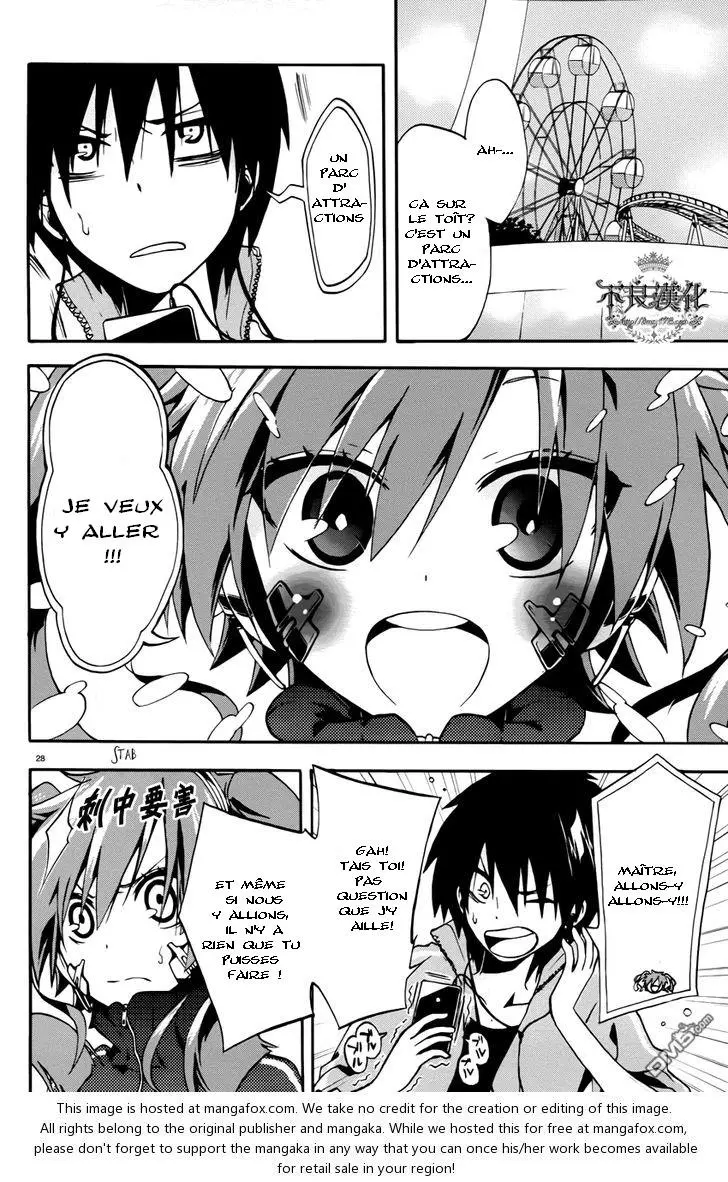 AH-...
ÇA SUR
LE TOÎT?
C'EST UN
PARC
D'ATTRA-
CTIONS...
不良漢化
UN
PARC
D'
ATTRA-
CTIONS
JE VEUX
Y ALLER
!!!
28
STAB
MAÎTRE,
ALLONS-Y
ALLONS-Y!!!
GAH!
TAIS TOI!
PAS
QUESTION
QUE J'Y
AILLE!
ET MÊME
SI NOUS
Y ALLIONS,
IL N'Y A
RIEN QUE TU
PUISSES
FAIRE !
刺中要害
This image is hosted at mangafox.com. We take no credit for the creation or editing of this image.
All rights belong to the original publisher and mangaka. While we hosted this for free at mangafox.com,
please don't forget to support the mangaka in any way that you can once his/her work becomes available
for retail sale in your region!